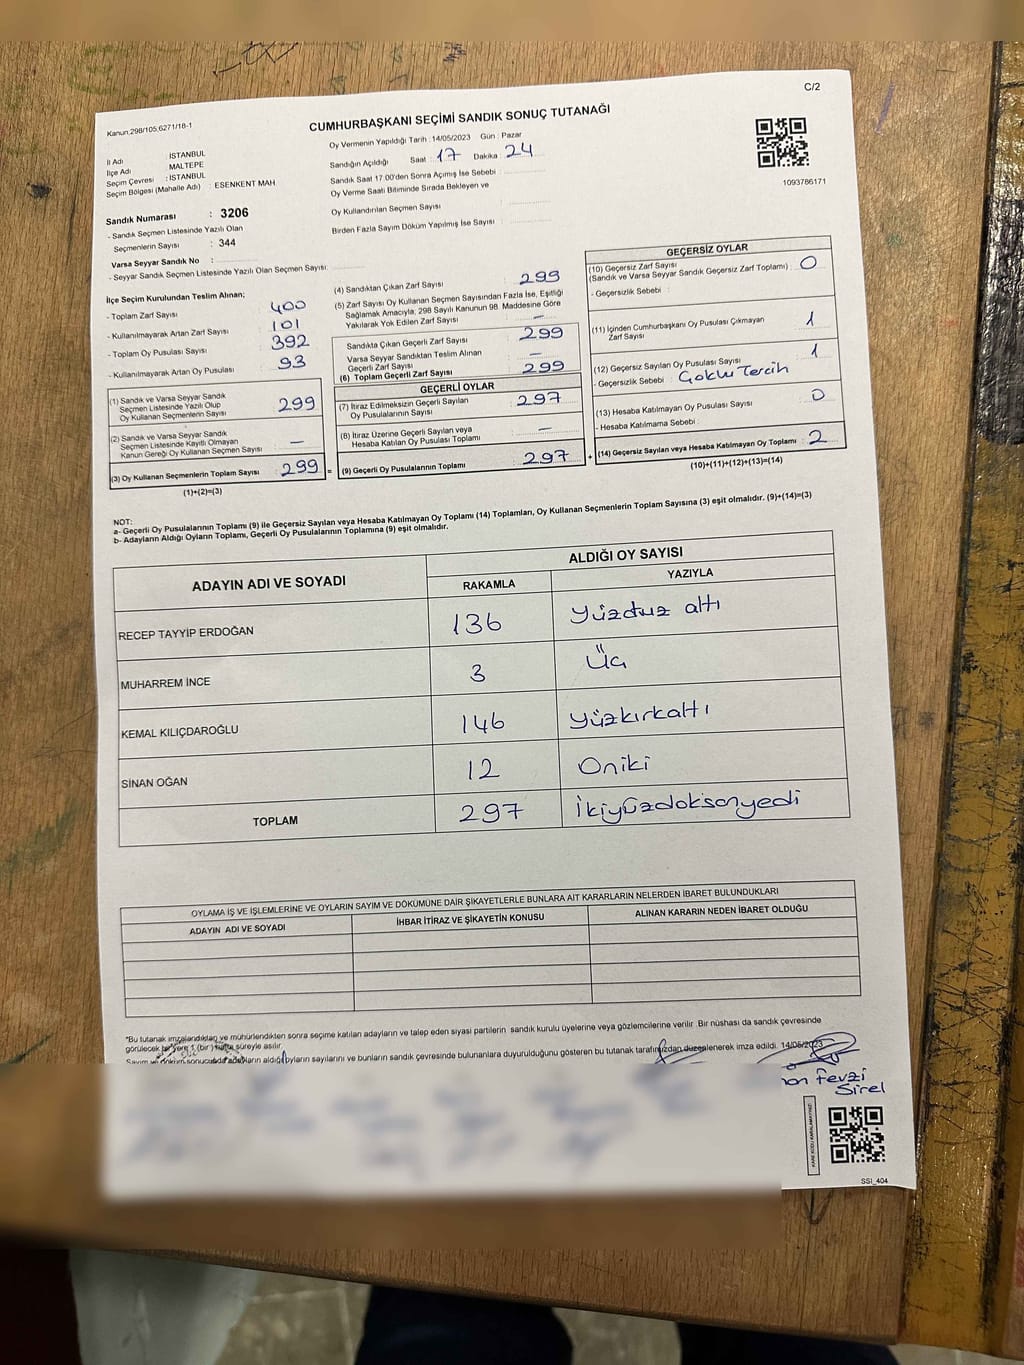 C/2
Kanun,298/105,6271/18-1
CUMHURBAŞKANI SEÇİMİ SANDIK SONUÇ TUTANAĞI
İl Adı : İSTANBUL
İlçe Adı : MALTEPE
Seçim Çevresi : İSTANBUL
Seçim Bölgesi (Mahalle Adı) : ESENKENT MAH
Sandık Numarası : 3206
- Sandık Seçmen Listesinde Yazılı Olan
Seçmenlerin Sayısı : 344
Varsa Seyyar Sandık No :
- Seyyar Sandık Seçmen Listesinde Yazılı Olan Seçmen Sayısı:
Oy Vermenin Yapıldığı Tarih : 14/05/2023 Gün : Pazar
Sandığın Açıldığı Saat : 17 Dakika : 24
Sandık Saat 17.00'den Sonra Açmış İse Sebebi :
Oy Verme Saati Bitiminde Sırada Bekleyen ve
Oy Kullandırılan Seçmen Sayısı :
Birden Fazla Sayım Döküm Yapılmış İse Sayısı :
1093786171
İlçe Seçim Kurulundan Teslim Alınan;
- Toplam Zarf Sayısı : 400
- Kullanılmayarak Artan Zarf Sayısı : 101
- Toplam Oy Pusulası Sayısı : 392
- Kullanılmayarak Artan Oy Pusulası : 93
(1) Sandık ve Varsa Seyyar Sandık
Seçmen Listesinde Yazılı Olup
Oy Kullanan Seçmenlerin Sayısı : 299
(2) Sandık ve Varsa Seyyar Sandık
Seçmen Listesinde Kayıtlı Olmayan
Kanun Gereği Oy Kullanan Seçmen Sayısı : —
(3) Oy Kullanan Seçmenlerin Toplam Sayısı : 299
(1)+(2)=(3)
(4) Sandıktan Çıkan Zarf Sayısı : 299
(5) Zarf Sayısı Oy Kullanan Seçmen Sayısından Fazla İse, Eşitliği
Sağlamak Amacıyla; 298 Sayılı Kanunun 98. Maddesine Göre
Yakılarak Yok Edilen Zarf Sayısı : —
Sandıkta Çıkan Geçerli Zarf Sayısı : 299
Varsa Seyyar Sandıktan Teslim Alınan
Geçerli Zarf Sayısı : —
(6) Toplam Geçerli Zarf Sayısı : 299
GEÇERLİ OYLAR
(7) İtiraz Edilmeksizin Geçerli Sayılan
Oy Pusulalarının Sayısı : 297
(8) İtiraz Üzerine Geçerli Sayılan veya
Hesaba Katılan Oy Pusulası Toplamı : —
= (9) Geçerli Oy Pusulalarının Toplamı : 297
GEÇERSİZ OYLAR
(10) Geçersiz Zarf Sayısı
(Sandık ve Varsa Seyyar Sandık Geçersiz Zarf Toplamı) : 0
- Geçersizlik Sebebi :
(11) İçinden Cumhurbaşkanı Oy Pusulası Çıkmayan
Zarf Sayısı : 1
(12) Geçersiz Sayılan Oy Pusulası Sayısı : 1
- Geçersizlik Sebebi : Çoklu Tercih
(13) Hesaba Katılmayan Oy Pusulası Sayısı : 0
- Hesaba Katılmama Sebebi :
+ (14) Geçersiz Sayılan veya Hesaba Katılmayan Oy Toplamı : 2
(10)+(11)+(12)+(13)=(14)
NOT:
a- Geçerli Oy Pusulalarının Toplamı (9) ile Geçersiz Sayılan veya Hesaba Katılmayan Oy Toplamı (14) Toplamları, Oy Kullanan Seçmenlerin Toplam Sayısına (3) eşit olmalıdır. (9)+(14)=(3)
b- Adayların Aldığı Oyların Toplamı, Geçerli Oy Pusulalarının Toplamına (9) eşit olmalıdır.
ADAYIN ADI VE SOYADI
ALDIĞI OY SAYISI
RAKAMLA YAZIYLA
RECEP TAYYİP ERDOĞAN 136 yüzotuz altı
MUHARREM İNCE 3 Üç
KEMAL KILIÇDAROĞLU 146 yüzkırkaltı
SİNAN OĞAN 12 Oniki
TOPLAM 297 İkiyüzdoksanyedi
OYLAMA İŞ VE İŞLEMLERİNE VE OYLARIN SAYIM VE DÖKÜMÜNE DAİR ŞİKAYETLERLE BUNLARA AİT KARARLARIN NELERDEN İBARET BULUNDUKLARI
ADAYIN ADI VE SOYADI İHBAR İTİRAZ VE ŞİKAYETİN KONUSU ALINAN KARARIN NEDEN İBARET OLDUĞU
*Bu tutanak imzalandıktan ve mühürlendikten sonra seçime katılan adayların ve talep eden siyasi partilerin sandık kurulu üyelerine veya gözlemcilerine verilir. Bir nüshası da sandık çevresinde
görülecek bir yere 1 (bir) hafta süreyle asılır.
Sayım ve döküm sonucunda adayların aldığı oyların sayılarını ve bunların sandık çevresinde bulunanlara duyurulduğunu gösteren bu tutanak tarafımızdan düzenlenerek imza edildi. 14/05/2023
Fevzi
Sirel
SSİ_404